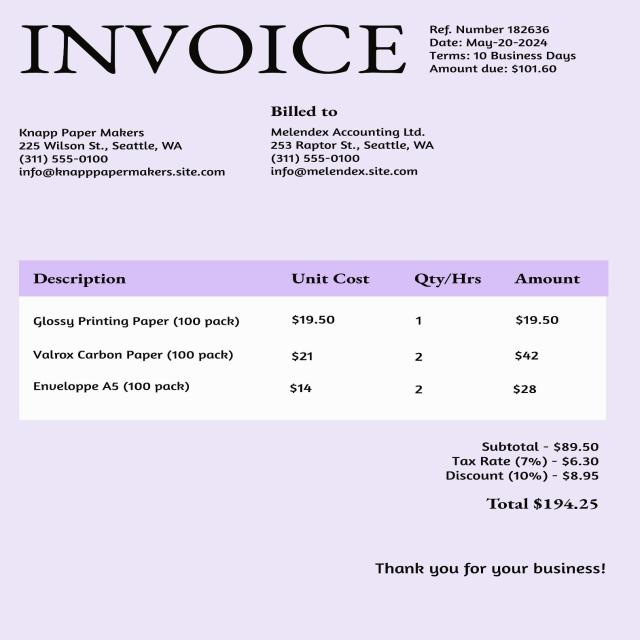 INVOICE
Ref. Number 182636
Date: May-20-2024
Terms: 10 Business Days
Amount due: $101.60
Knapp Paper Makers
225 Wilson St., Seattle, WA
(311) 555-0100
info@knapppapermakers.site.com
Billed to
Melendex Accounting Ltd.
253 Raptor St., Seattle, WA
(311) 555-0100
info@melendex.site.com
Description Unit Cost Qty/Hrs Amount
Glossy Printing Paper (100 pack) $19.50 1 $19.50
Valrox Carbon Paper (100 pack) $21 2 $42
Enveloppe A5 (100 pack) $14 2 $28
Subtotal - $89.50
Tax Rate (7%) - $6.30
Discount (10%) - $8.95
Total $194.25
Thank you for your business!